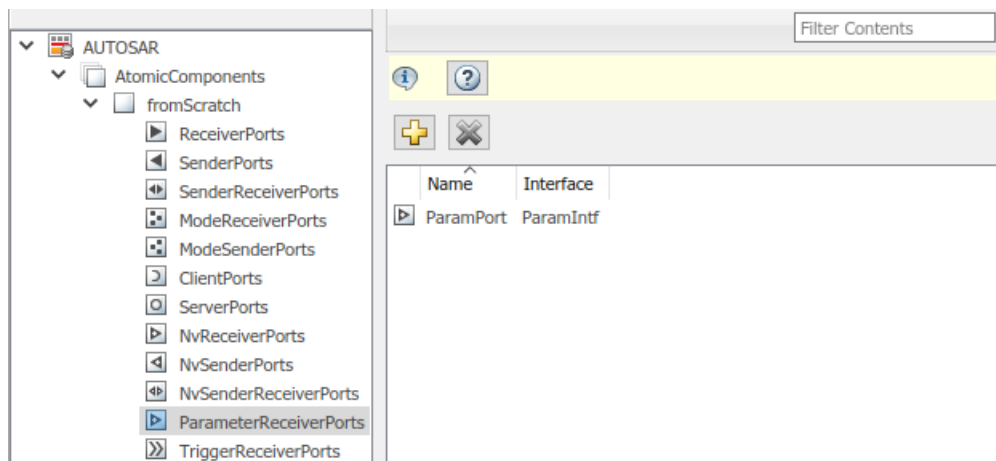 AUTOSAR
AtomicComponents
fromScratch
ReceiverPorts
SenderPorts
SenderReceiverPorts
ModeReceiverPorts
ModeSenderPorts
ClientPorts
ServerPorts
NvReceiverPorts
NvSenderPorts
NvSenderReceiverPorts
ParameterReceiverPorts
TriggerReceiverPorts
Filter Contents
Name Interface
ParamPort ParamIntf